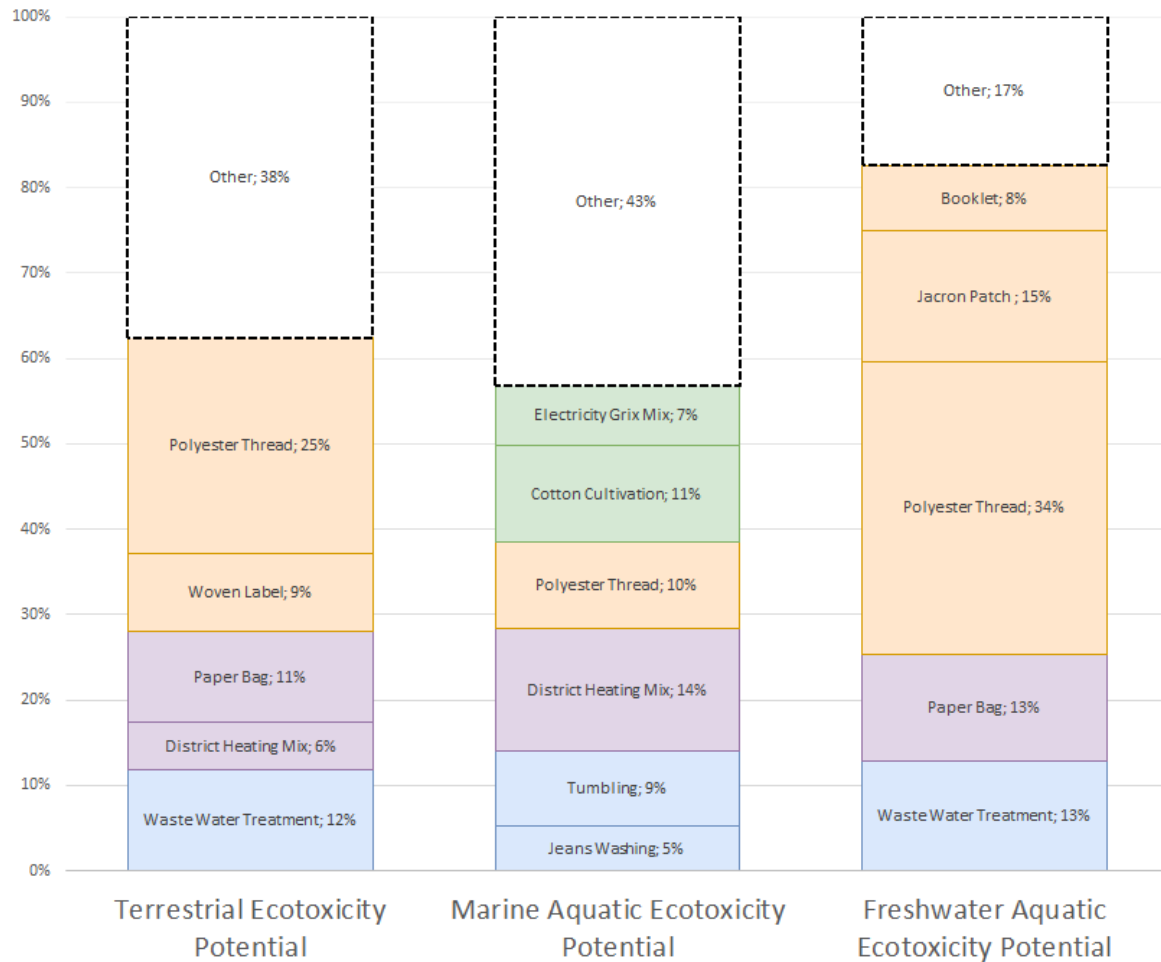 100%
90%
80%
70%
60%
50%
40%
30%
20%
10%
0%
Other; 38%
Polyester Thread; 25%
Woven Label; 9%
Paper Bag; 11%
District Heating Mix; 6%
Waste Water Treatment; 12%
Terrestrial Ecotoxicity
Potential
Other; 43%
Electricity Grix Mix; 7%
Cotton Cultivation; 11%
Polyester Thread; 10%
District Heating Mix; 14%
Tumbling; 9%
Jeans Washing; 5%
Marine Aquatic Ecotoxicity
Potential
Other; 17%
Booklet; 8%
Jacron Patch ; 15%
Polyester Thread; 34%
Paper Bag; 13%
Waste Water Treatment; 13%
Freshwater Aquatic
Ecotoxicity Potential